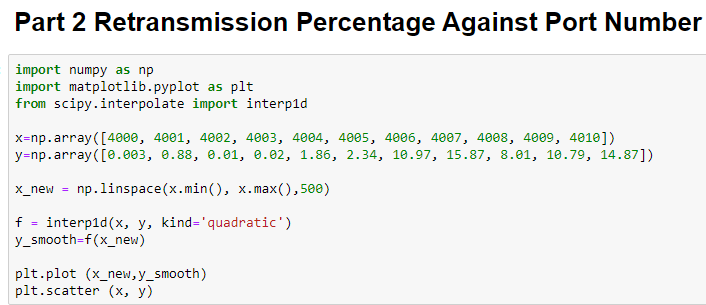 Part 2 Retransmission Percentage Against Port Number
import numpy as np
import matplotlib.pyplot as plt
from scipy.interpolate import interp1d
x=np.array([4000, 4001, 4002, 4003, 4004, 4005, 4006, 4007, 4008, 4009, 4010])
y=np.array([0.003, 0.88, 0.01, 0.02, 1.86, 2.34, 10.97, 15.87, 8.01, 10.79, 14.87])
x_new = np.linspace(x.min(), x.max(),500)
f = interp1d(x, y, kind='quadratic')
y_smooth=f(x_new)
plt.plot (x_new,y_smooth)
plt.scatter (x, y)